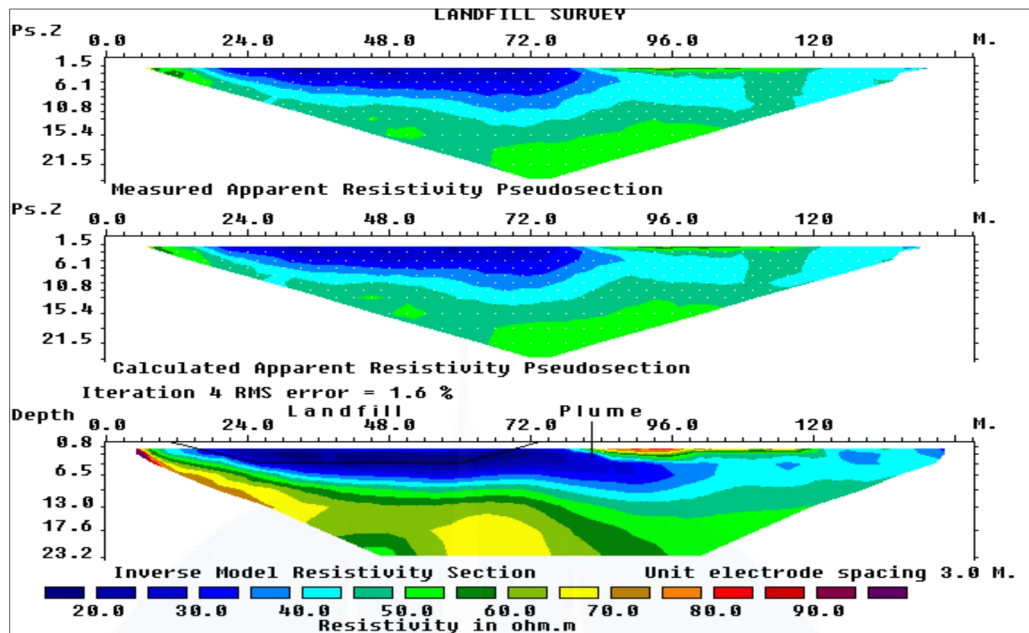 LANDFILL SURVEY
Ps.Z 0.0 24.0 48.0 72.0 96.0 120 M.
1.5
6.1
10.8
15.4
21.5
Measured Apparent Resistivity Pseudosection
Ps.Z 0.0 24.0 48.0 72.0 96.0 120 M.
1.5
6.1
10.8
15.4
21.5
Calculated Apparent Resistivity Pseudosection
Iteration 4 RMS error = 1.6 %
Landfill Plume
Depth 0.0 24.0 48.0 72.0 96.0 120 M.
0.8
6.5
13.0
17.6
23.2
Inverse Model Resistivity Section Unit electrode spacing 3.0 M.
20.0 30.0 40.0 50.0 60.0 70.0 80.0 90.0
Resistivity in ohm.m